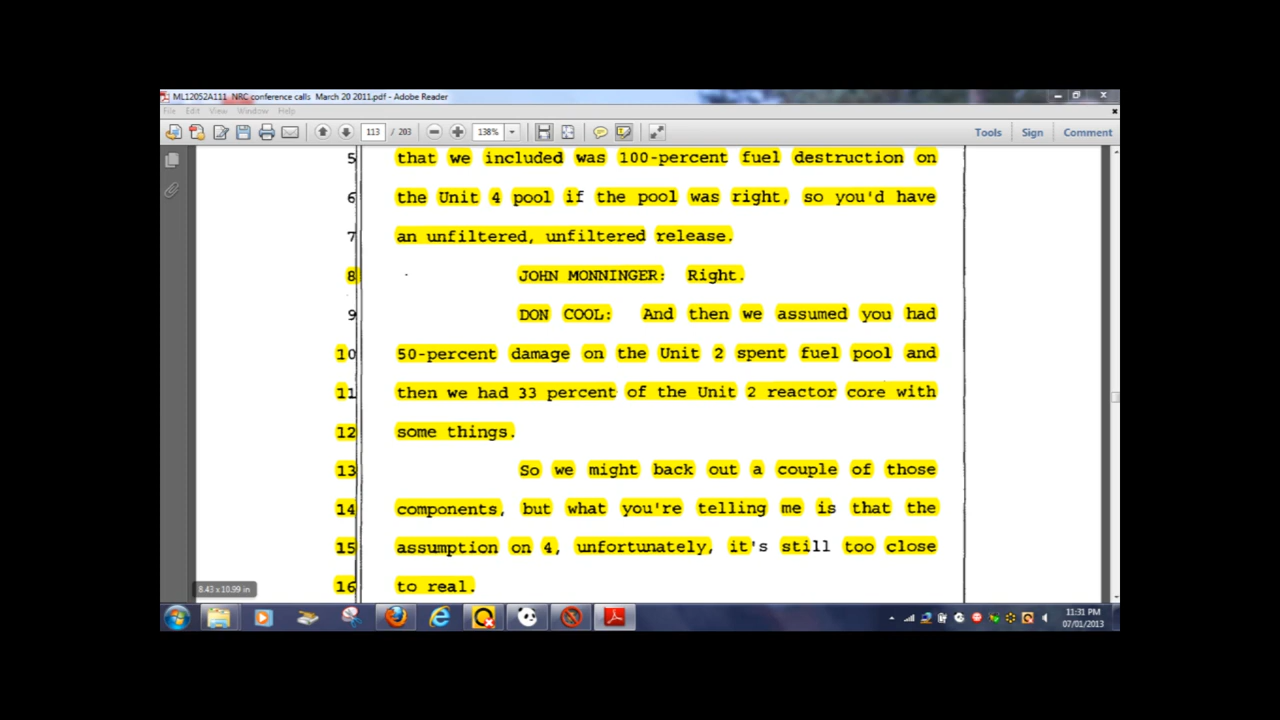 ML12052A111 NRC conference calls March 20 2011.pdf - Adobe Reader
File Edit View Window Help
113 / 203 138% Tools Sign Comment
5 that we included was 100-percent fuel destruction on
6 the Unit 4 pool if the pool was right, so you'd have
7 an unfiltered, unfiltered release.
8 JOHN MONNINGER: Right.
9 DON COOL: And then we assumed you had
10 50-percent damage on the Unit 2 spent fuel pool and
11 then we had 33 percent of the Unit 2 reactor core with
12 some things.
13 So we might back out a couple of those
14 components, but what you're telling me is that the
15 assumption on 4, unfortunately, it's still too close
16 to real.
8.43 x 10.99 in
11:31 PM
07/01/2013